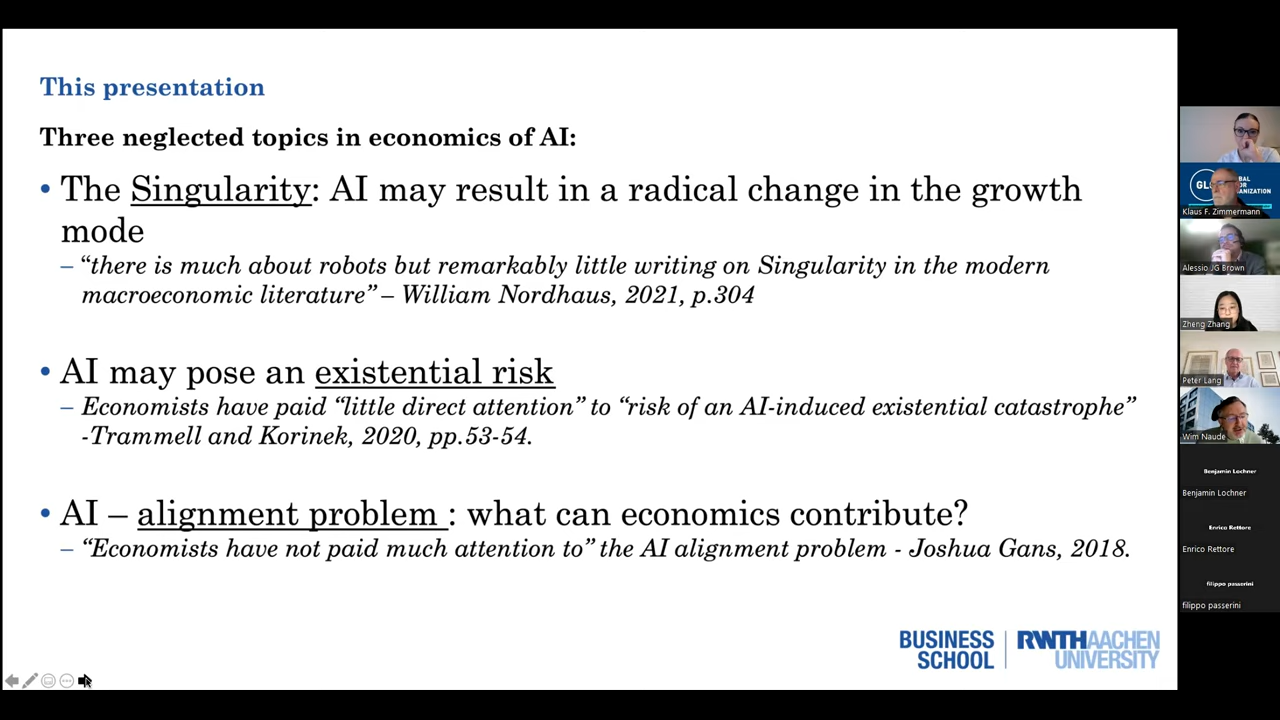 This presentation
Three neglected topics in economics of AI:
• The Singularity: AI may result in a radical change in the growth
mode
– “there is much about robots but remarkably little writing on Singularity in the modern
macroeconomic literature” – William Nordhaus, 2021, p.304
• AI may pose an existential risk
– Economists have paid “little direct attention” to “risk of an AI-induced existential catastrophe”
-Trammell and Korinek, 2020, pp.53-54.
• AI – alignment problem : what can economics contribute?
– “Economists have not paid much attention to” the AI alignment problem - Joshua Gans, 2018.
BUSINESS
SCHOOL
RWTHAACHEN
UNIVERSITY
Klaus F. Zimmermann
Alessio JG Brown
Zheng Zhang
Peter Lang
Wim Naude
Benjamin Lochner
Benjamin Lochner
Enrico Rettore
Enrico Rettore
filippo passerini
filippo passerini